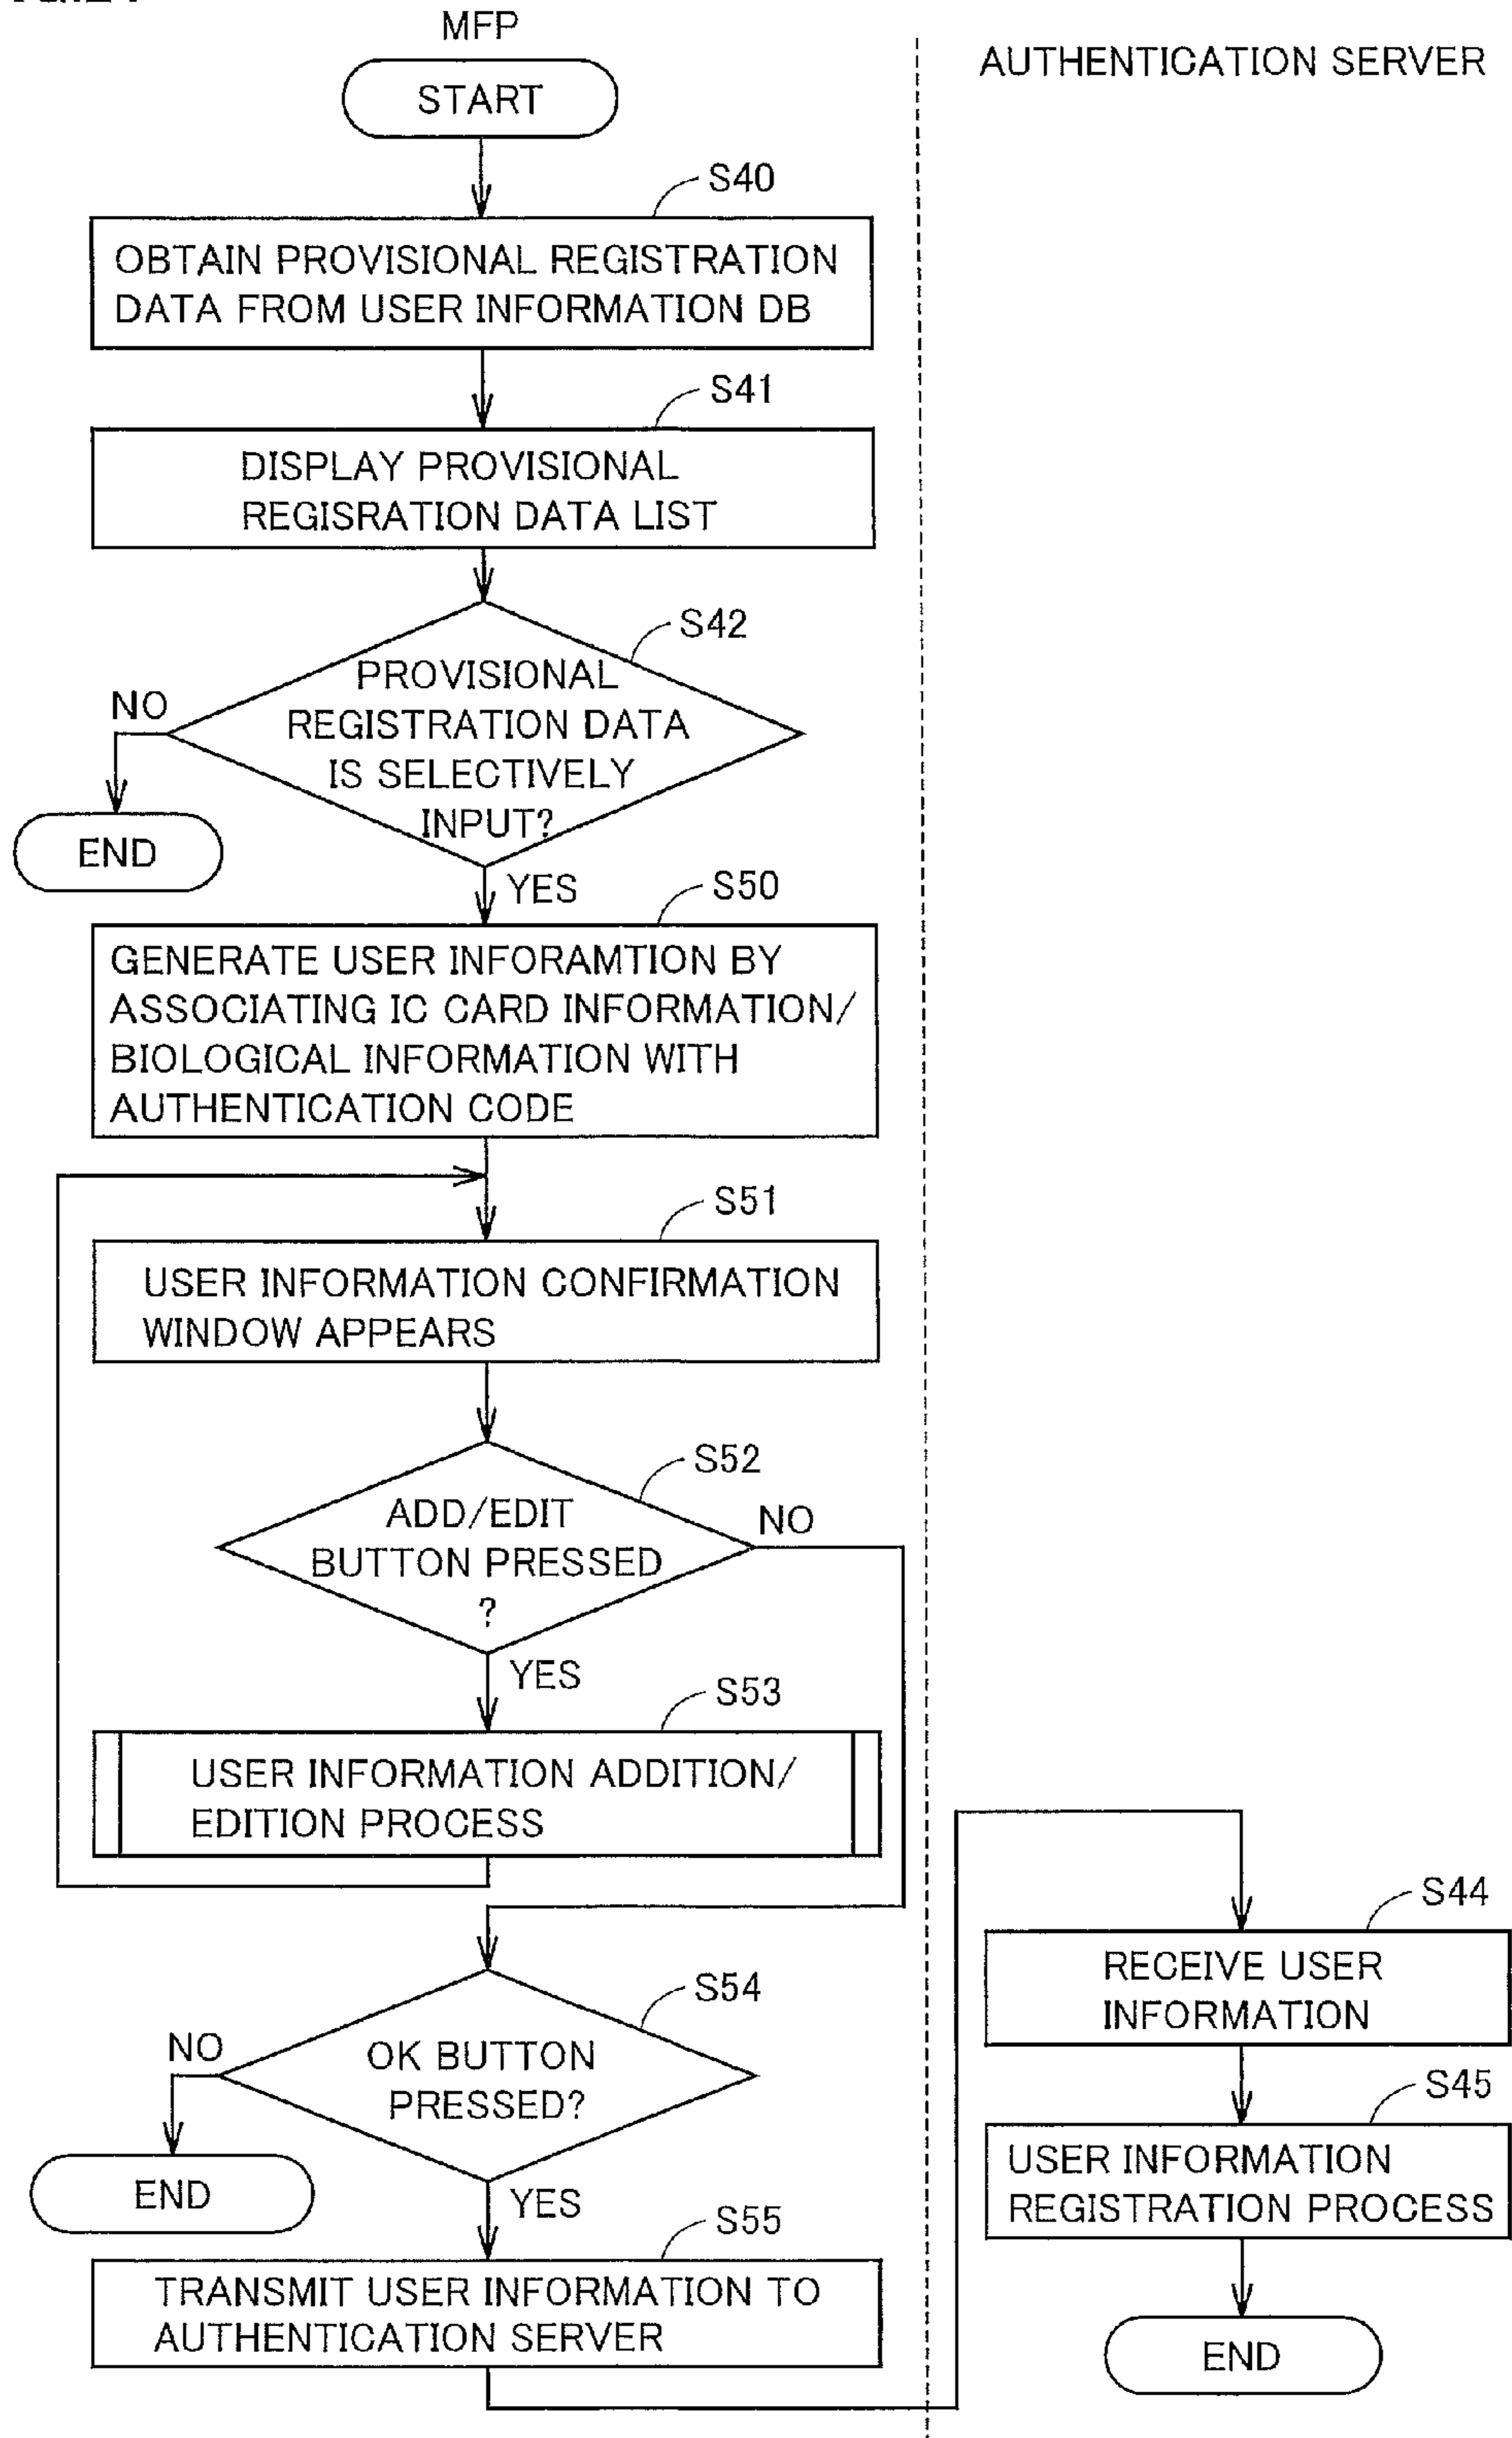 MFP
AUTHENTICATION SERVER
START
S40
OBTAIN PROVISIONAL REGISTRATION
DATA FROM USER INFORMATION DB
S41
DISPLAY PROVISIONAL
REGISRATION DATA LIST
S42
PROVISIONAL
REGISTRATION DATA
IS SELECTIVELY
INPUT?
NO
END
YES
S50
GENERATE USER INFORAMTION BY
ASSOCIATING IC CARD INFORMATION/
BIOLOGICAL INFORMATION WITH
AUTHENTICATION CODE
S51
USER INFORMATION CONFIRMATION
WINDOW APPEARS
S52
ADD/EDIT
BUTTON PRESSED
?
NO
YES
S53
USER INFORMATION ADDITION/
EDITION PROCESS
S54
OK BUTTON
PRESSED?
NO
END
YES
S55
TRANSMIT USER INFORMATION TO
AUTHENTICATION SERVER
S44
RECEIVE USER
INFORMATION
S45
USER INFORMATION
REGISTRATION PROCESS
END